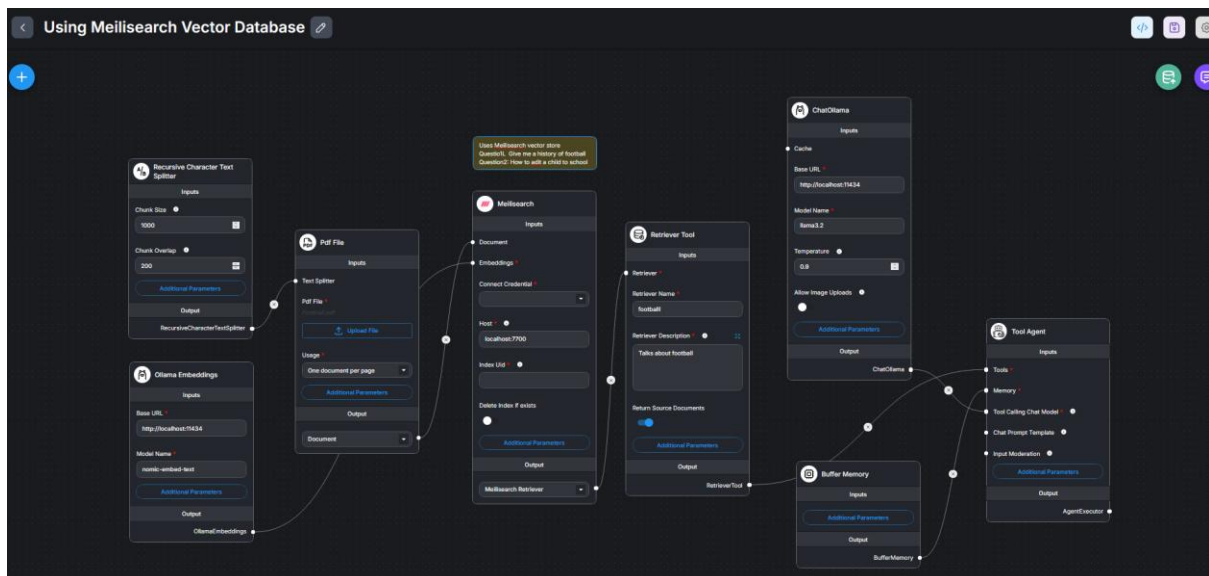 Using Meilisearch Vector Database
Recursive Character Text
Splitter
Inputs
Chunk Size
1000
Chunk Overlap
200
Additional Parameters
Output
RecursiveCharacterTextSplitter
Ollama Embeddings
Inputs
Base URL *
http://localhost:11434
Model Name *
nomic-embed-text
Additional Parameters
Output
OllamaEmbeddings
Pdf File
Inputs
Text Splitter
Pdf File *
Upload File
Usage *
One document per page
Additional Parameters
Output
Document
Uses Meilisearch vector store
Question1, Give me a history of football
Question2: How to adit a child to school
Meilisearch
Inputs
Document
Embeddings *
Connect Credential *
Host *
localhost:7700
Index Uid *
Delete Index if exists
Additional Parameters
Output
Meilisearch Retriever
Retriever Tool
Inputs
Retriever *
Retriever Name *
football
Retriever Description *
Talks about football
Return Source Documents
Additional Parameters
Output
RetrieverTool
ChatOllama
Inputs
Cache
Base URL *
http://localhost:11434
Model Name *
llama3.2
Temperature
0.9
Allow Image Uploads
Additional Parameters
Output
ChatOllama
Buffer Memory
Inputs
Additional Parameters
Output
BufferMemory
Tool Agent
Inputs
Tools *
Memory *
Tool Calling Chat Model *
Chat Prompt Template
Input Moderation
Additional Parameters
Output
AgentExecutor